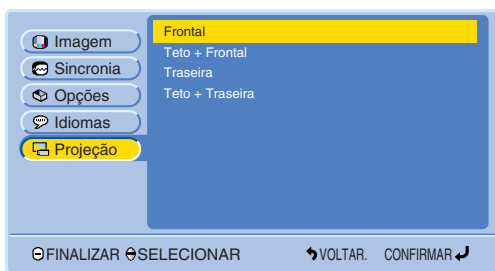 Imagem
Sincronia
Opções
Idiomas
Projeção
Frontal
Teto + Frontal
Traseira
Teto + Traseira
FINALIZAR SELECIONAR VOLTAR. CONFIRMAR